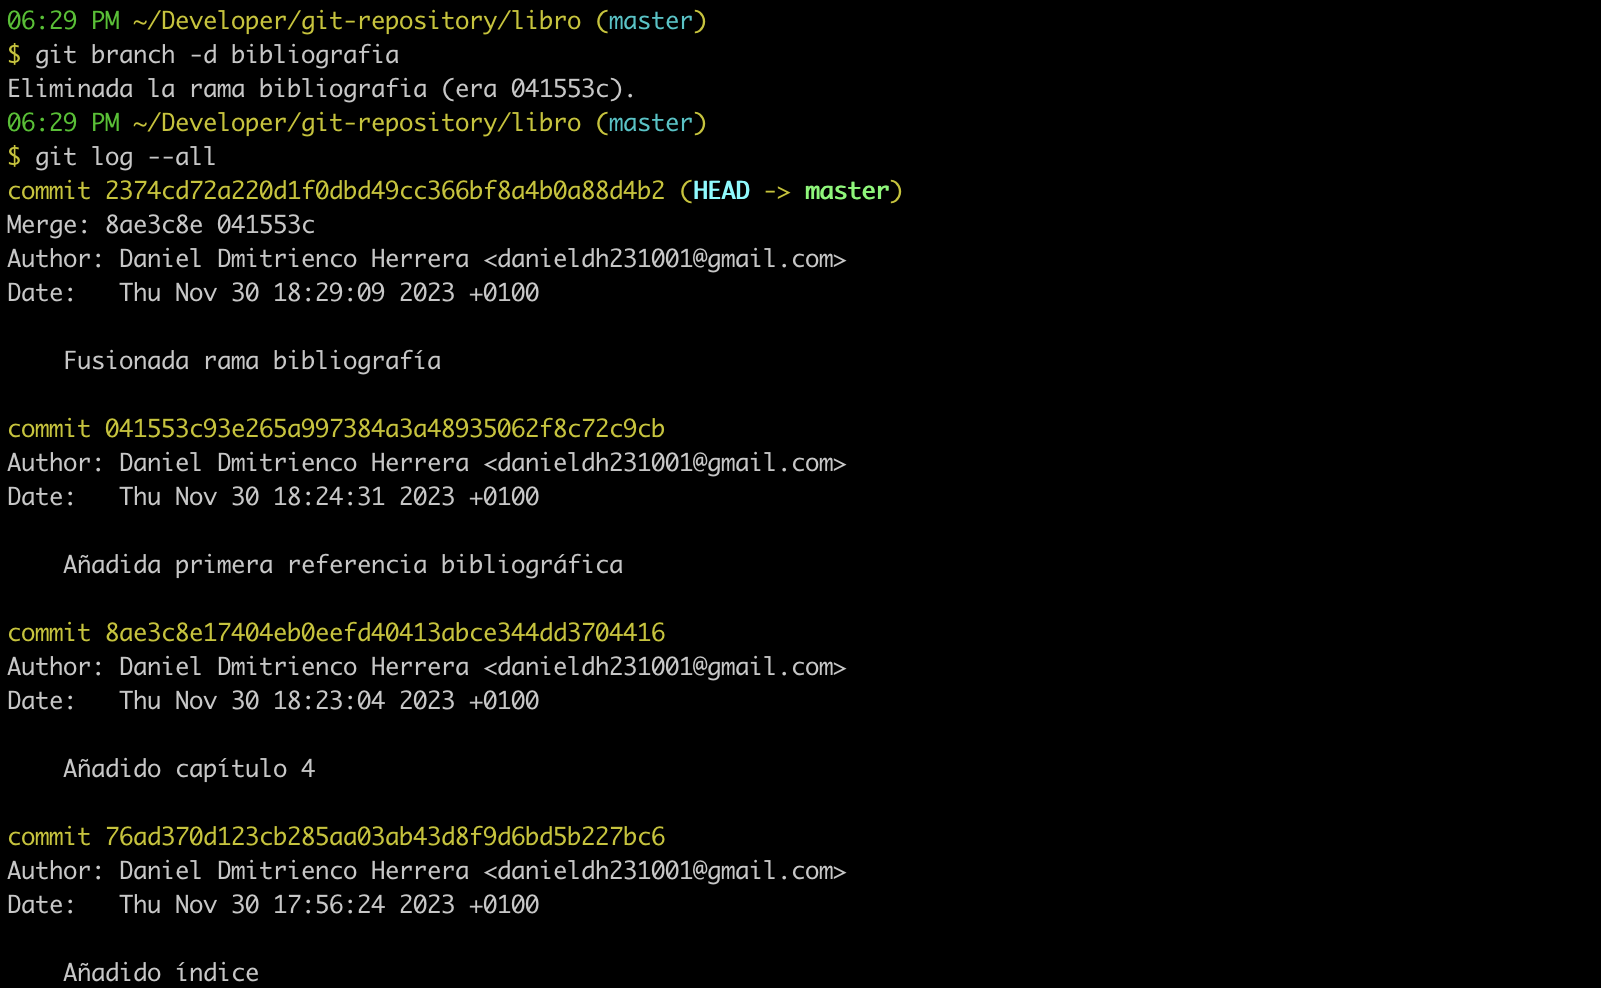 06:29 PM ~/Developer/git-repository/libro (master)
$ git branch -d bibliografia
Eliminada la rama bibliografia (era 041553c).
06:29 PM ~/Developer/git-repository/libro (master)
$ git log --all
commit 2374cd72a220d1f0dbd49cc366bf8a4b0a88d4b2 (HEAD -> master)
Merge: 8ae3c8e 041553c
Author: Daniel Dmitrienco Herrera <danieldh231001@gmail.com>
Date:   Thu Nov 30 18:29:09 2023 +0100
    Fusionada rama bibliografía
commit 041553c93e265a997384a3a48935062f8c72c9cb
Author: Daniel Dmitrienco Herrera <danieldh231001@gmail.com>
Date:   Thu Nov 30 18:24:31 2023 +0100
    Añadida primera referencia bibliográfica
commit 8ae3c8e17404eb0eefd40413abce344dd3704416
Author: Daniel Dmitrienco Herrera <danieldh231001@gmail.com>
Date:   Thu Nov 30 18:23:04 2023 +0100
    Añadido capítulo 4
commit 76ad370d123cb285aa03ab43d8f9d6bd5b227bc6
Author: Daniel Dmitrienco Herrera <danieldh231001@gmail.com>
Date:   Thu Nov 30 17:56:24 2023 +0100
    Añadido índice